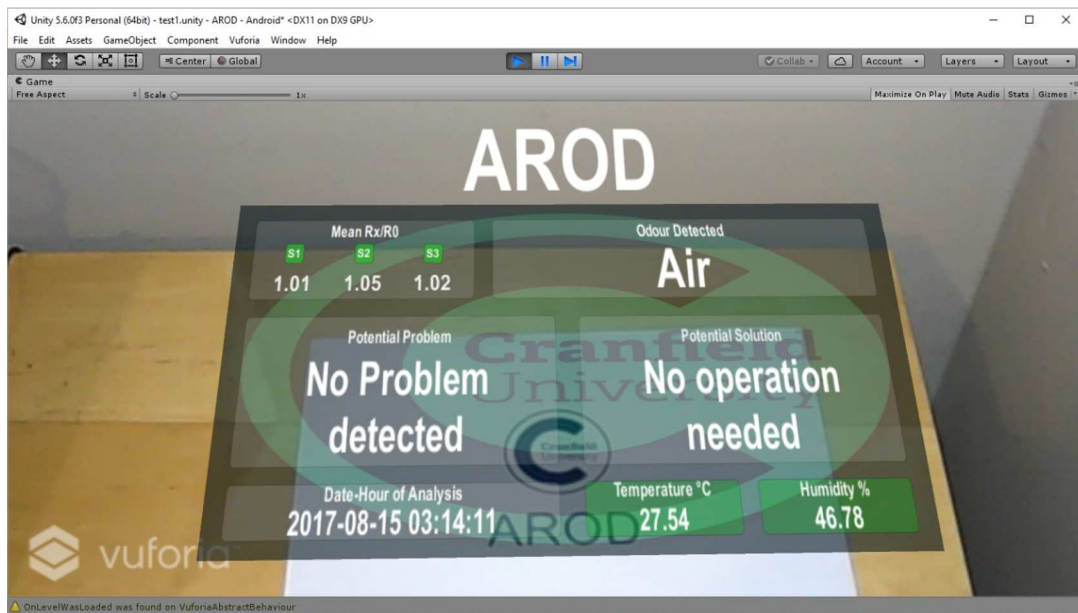 Unity 5.6.0f3 Personal (64bit) - test1.unity - AROD - Android* <DX11 on DX9 GPU>
File Edit Assets GameObject Component Vuforia Window Help
Center Global Collab Account Layers Layout
Game
Free Aspect Scale 1x Maximize On Play Mute Audio Stats Gizmos
AROD
Mean Rx/R0
S1 S2 S3
1.01 1.05 1.02
Odour Detected
Air
Potential Problem
No Problem
detected
Potential Solution
No operation
needed
Cranfield
University
Cranfield
University
Date-Hour of Analysis
2017-08-15 03:14:11
Temperature °C
27.54
Humidity %
46.78
AROD
vuforia
OnLevelWasLoaded was found on VuforiaAbstractBehaviour